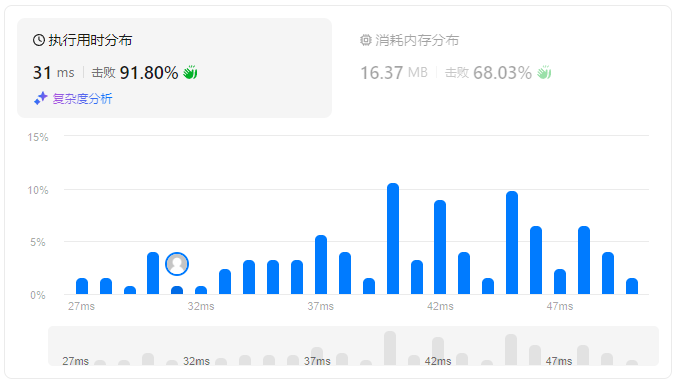 执行用时分布
31 ms 击败 91.80%
复杂度分析
消耗内存分布
16.37 MB 击败 68.03%
15%
10%
5%
0%
27ms 32ms 37ms 42ms 47ms
27ms 32ms 37ms 42ms 47ms